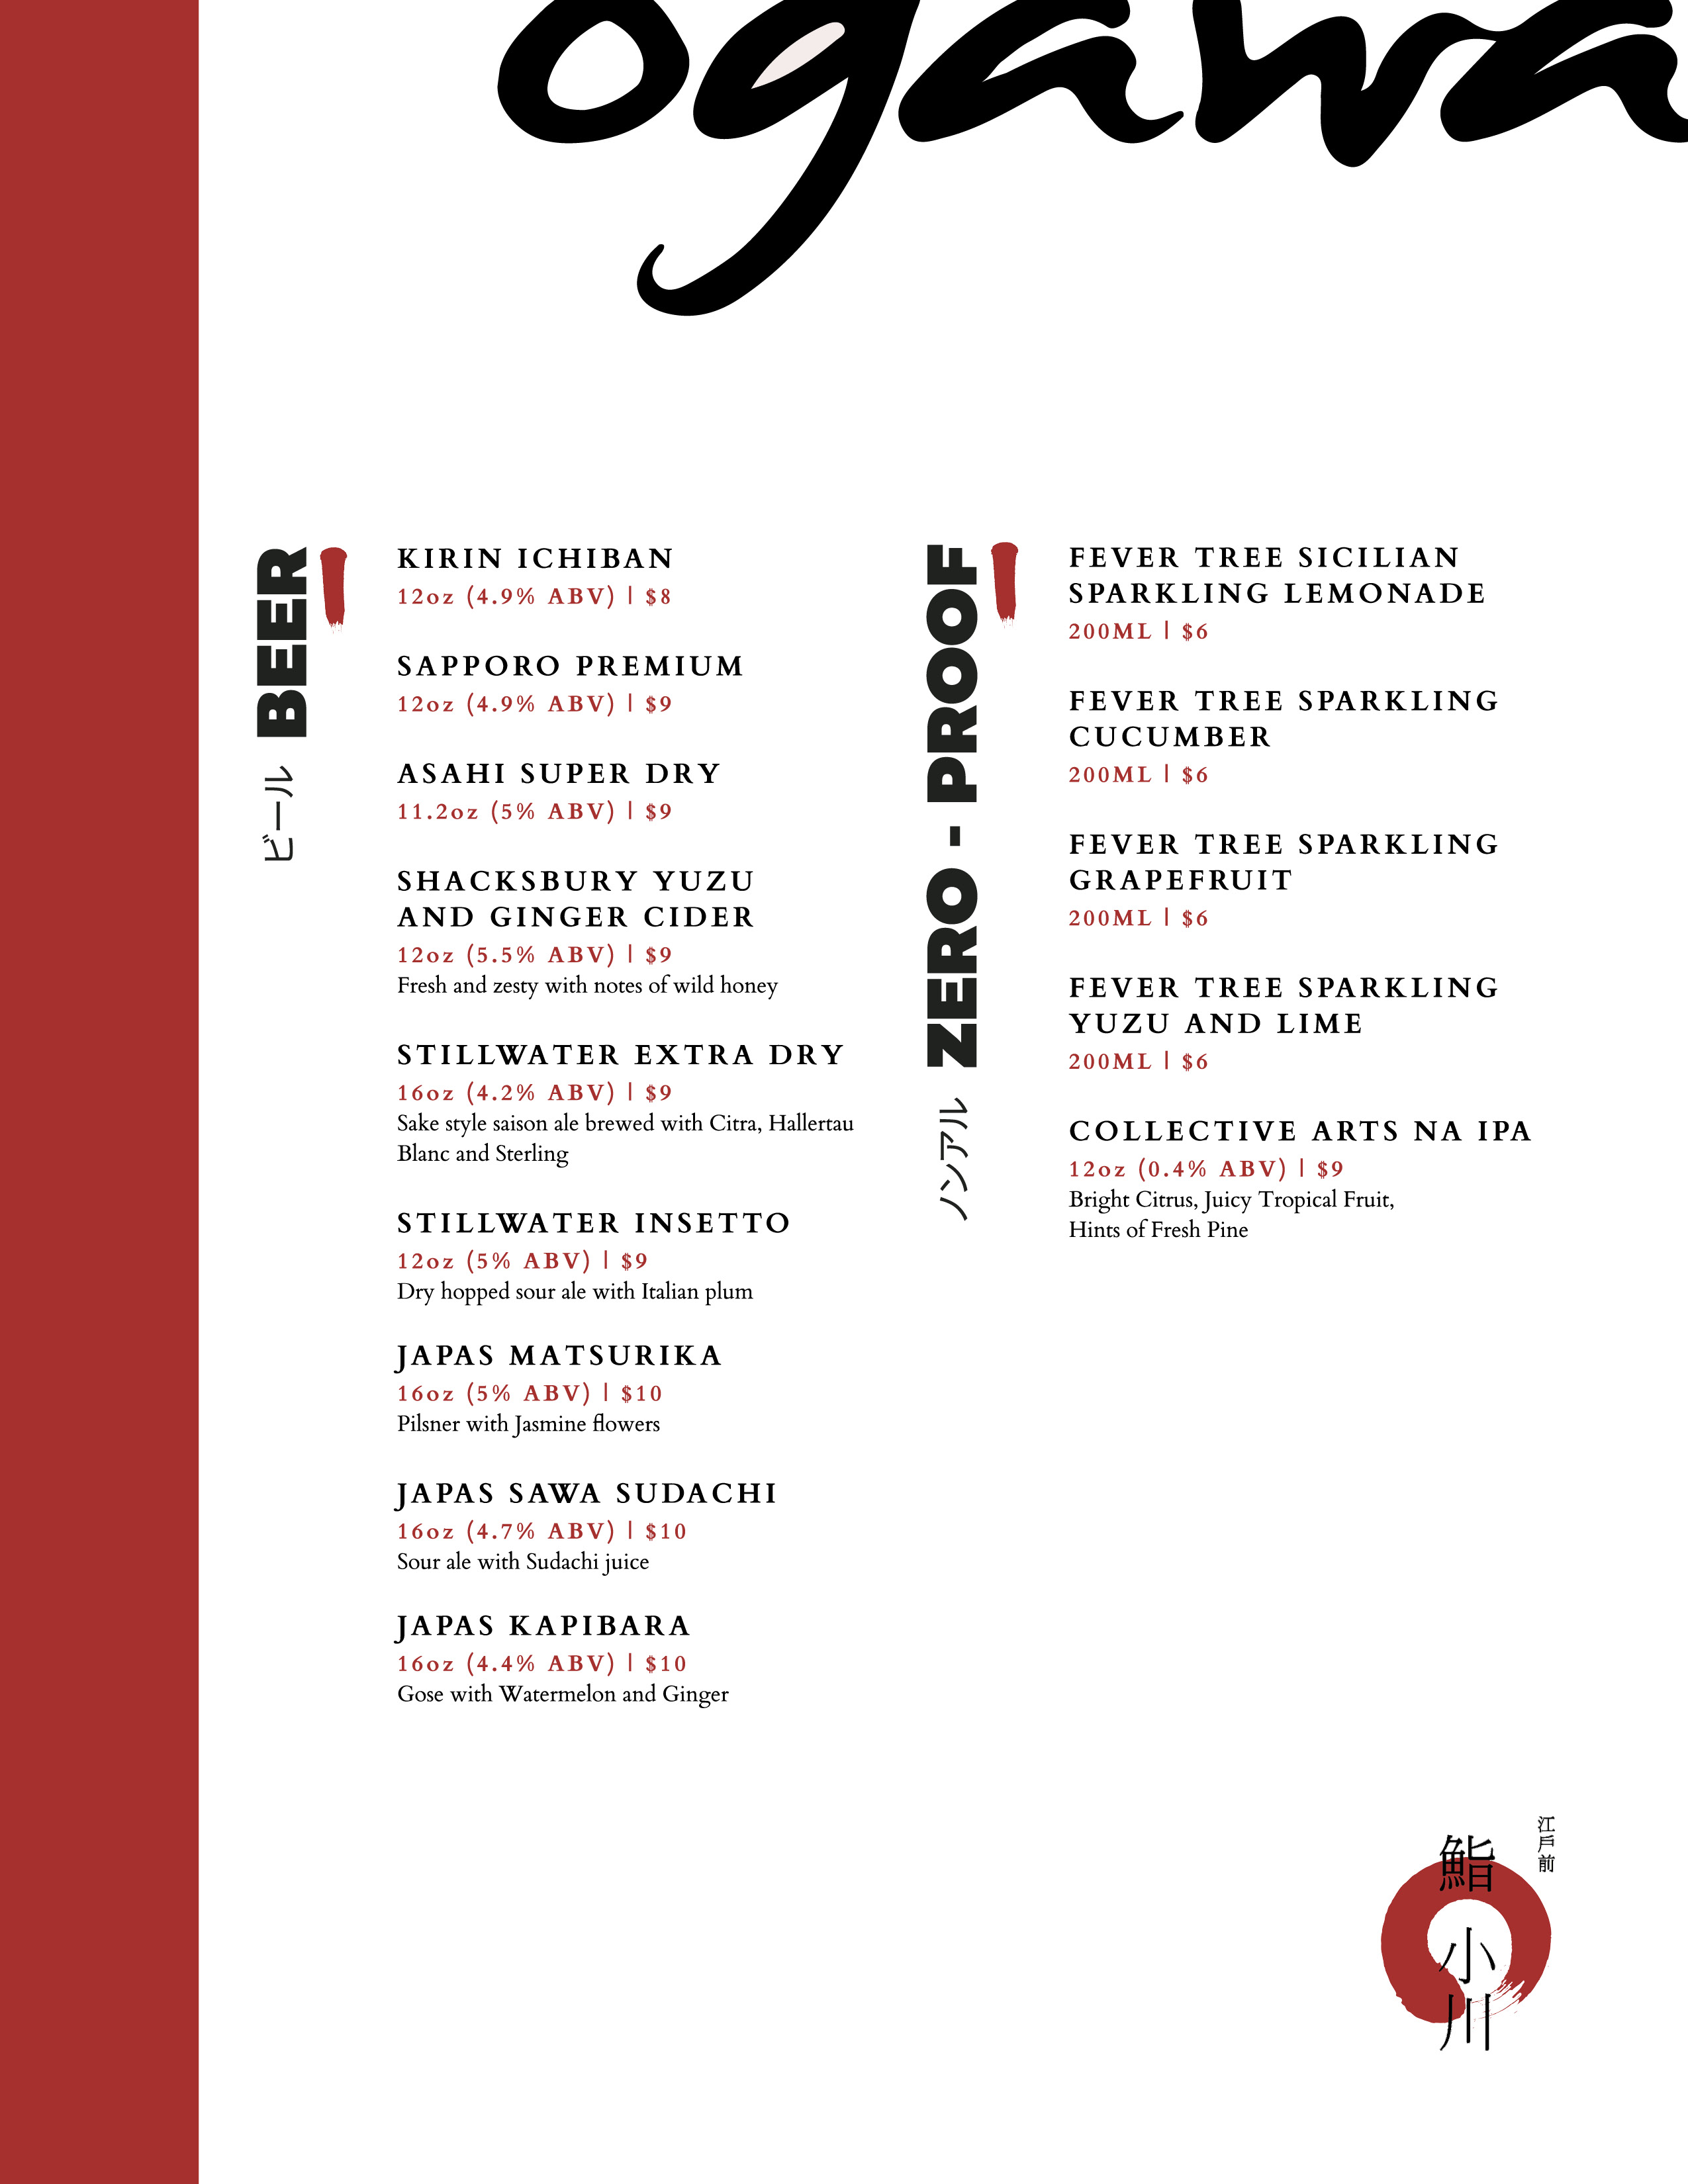 ogawa
BEER
ビール
KIRIN ICHIBAN
12oz (4.9% ABV) | $8
SAPPORO PREMIUM
12oz (4.9% ABV) | $9
ASAHI SUPER DRY
11.2oz (5% ABV) | $9
SHACKSBURY YUZU
AND GINGER CIDER
12oz (5.5% ABV) | $9
Fresh and zesty with notes of wild honey
STILLWATER EXTRA DRY
16oz (4.2% ABV) | $9
Sake style saison ale brewed with Citra, Hallertau
Blanc and Sterling
STILLWATER INSETTO
12oz (5% ABV) | $9
Dry hopped sour ale with Italian plum
JAPAS MATSURIKA
16oz (5% ABV) | $10
Pilsner with Jasmine flowers
JAPAS SAWA SUDACHI
16oz (4.7% ABV) | $10
Sour ale with Sudachi juice
JAPAS KAPIBARA
16oz (4.4% ABV) | $10
Gose with Watermelon and Ginger
ZERO - PROOF
ノンアル
FEVER TREE SICILIAN
SPARKLING LEMONADE
200ML | $6
FEVER TREE SPARKLING
CUCUMBER
200ML | $6
FEVER TREE SPARKLING
GRAPEFRUIT
200ML | $6
FEVER TREE SPARKLING
YUZU AND LIME
200ML | $6
COLLECTIVE ARTS NA IPA
12oz (0.4% ABV) | $9
Bright Citrus, Juicy Tropical Fruit,
Hints of Fresh Pine
江戸前
鮨小川